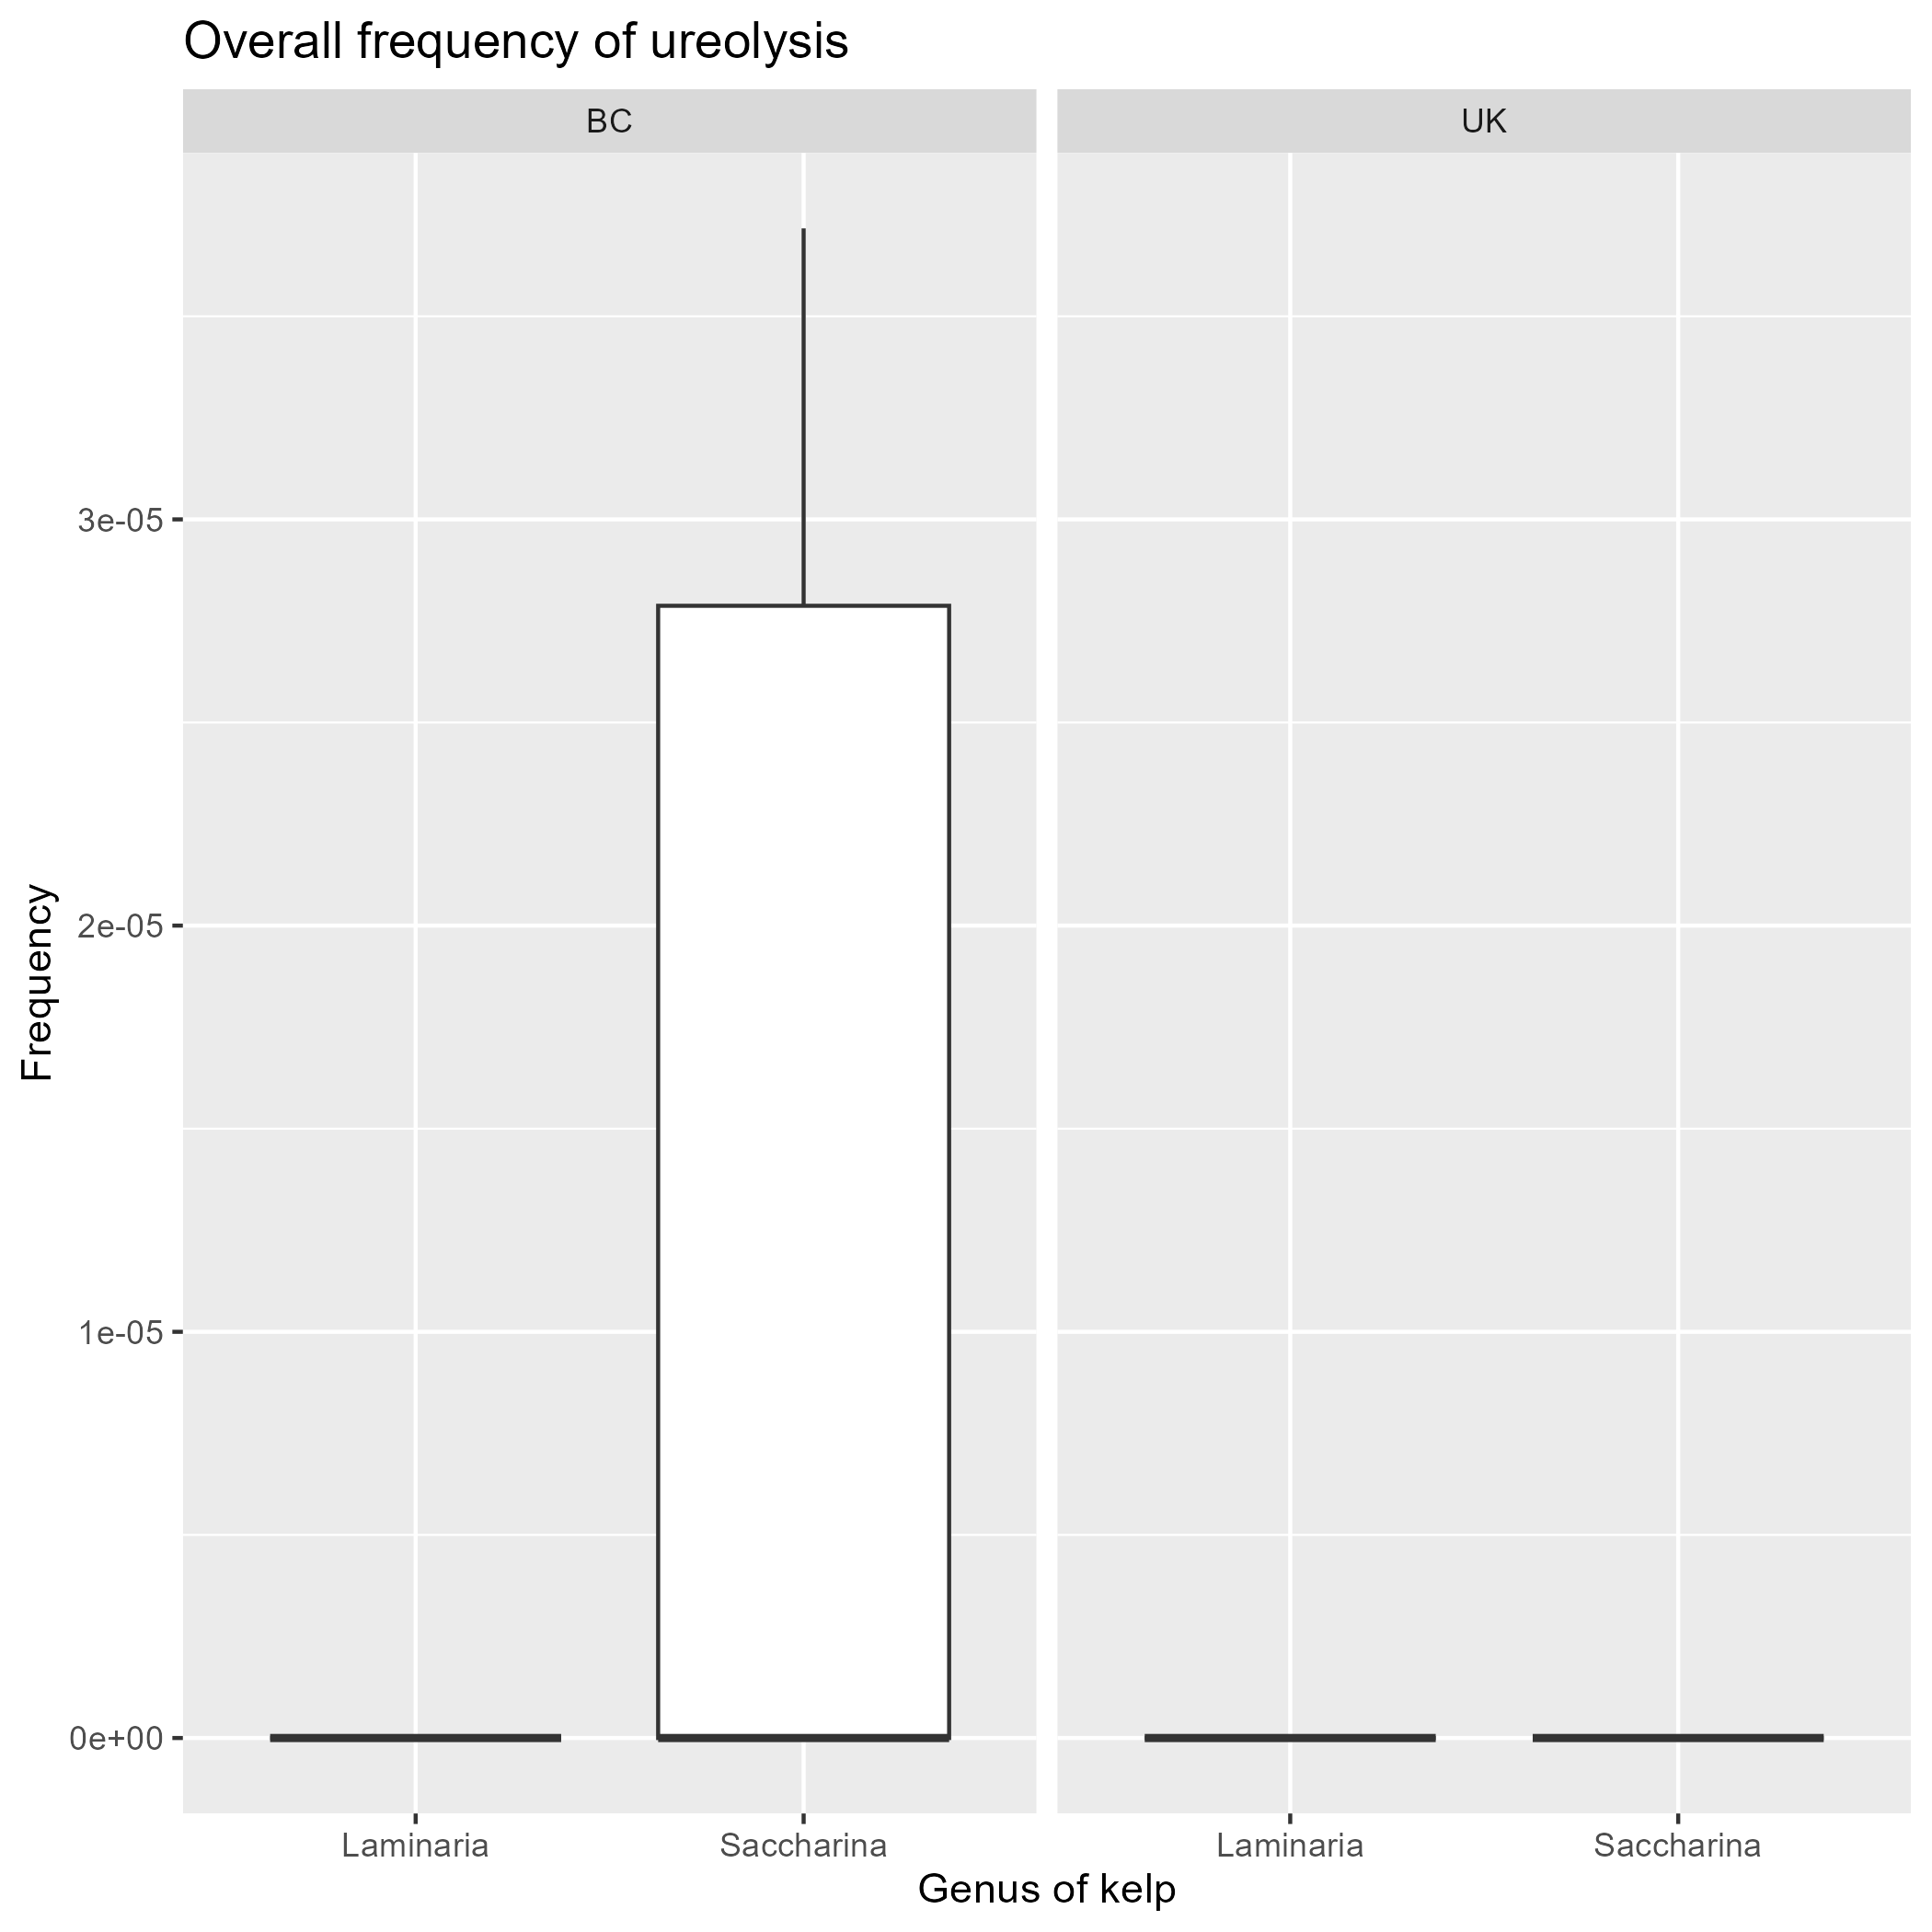 Overall frequency of ureolysis
BC
UK
Frequency
3e-05
2e-05
1e-05
0e+00
Laminaria
Saccharina
Laminaria
Saccharina
Genus of kelp